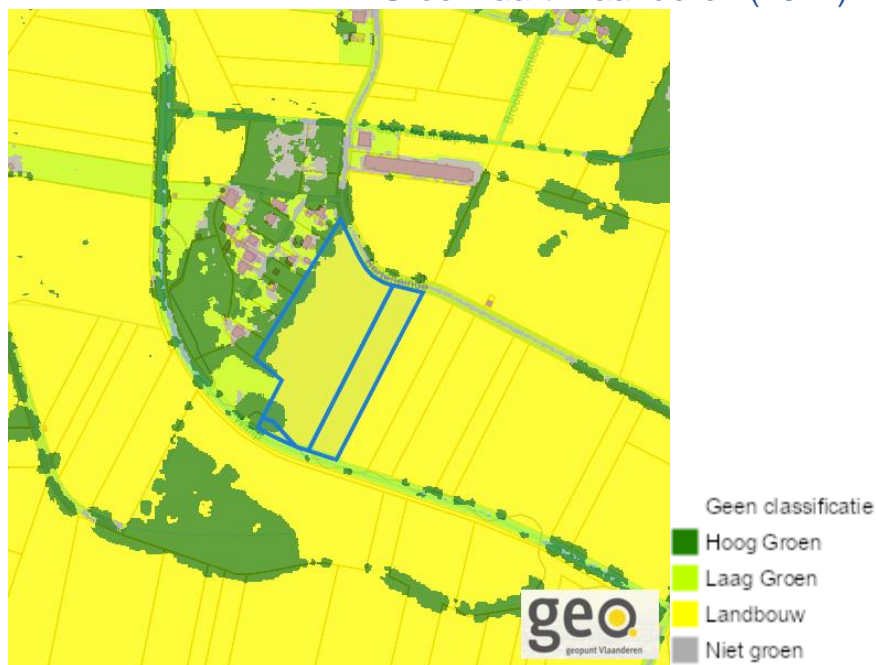 geo
geopunt Vlaanderen
Geen classificatie
Hoog Groen
Laag Groen
Landbouw
Niet groen